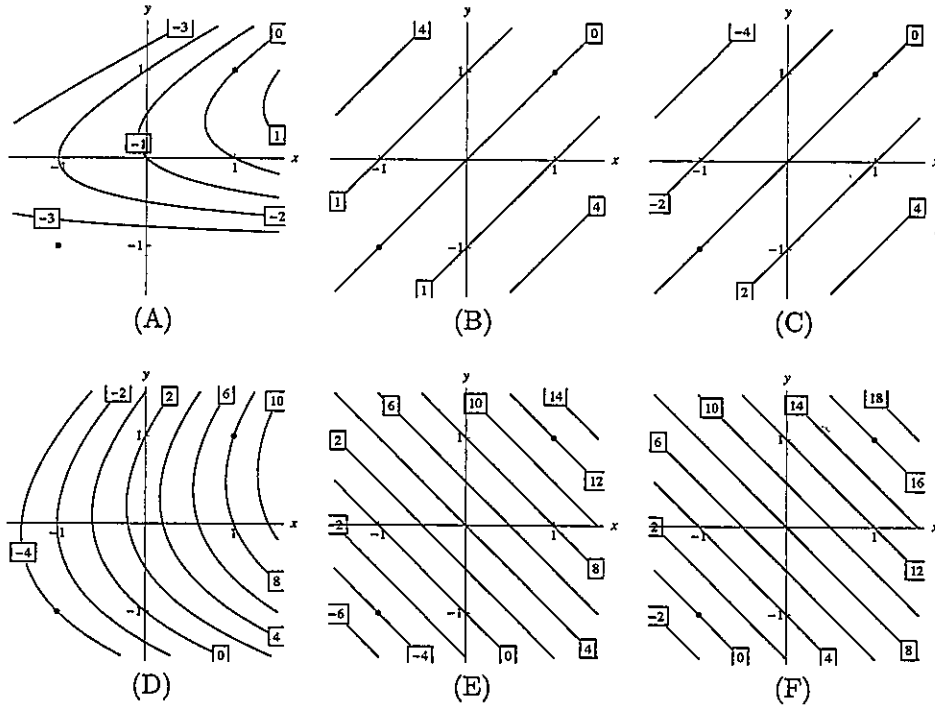 y y y
-3 0 4 0 -4 0
1 1 1
-1 1
-1 1 x -1 1 x -1 1 x
-3 -2 1 4 -2 4
-1 -1 -1
1 2
(A) (B) (C)
y y y
-2 2 6 10 6 10 14 10 14 18
1 2 1 6 1
12 16
-1 1 x 2 -1 1 x 2 -1 1 x
-4 8 8 12
-1 -6 -1 -2 -1
4 4 8
0 -4 0 0 4
(D) (E) (F)